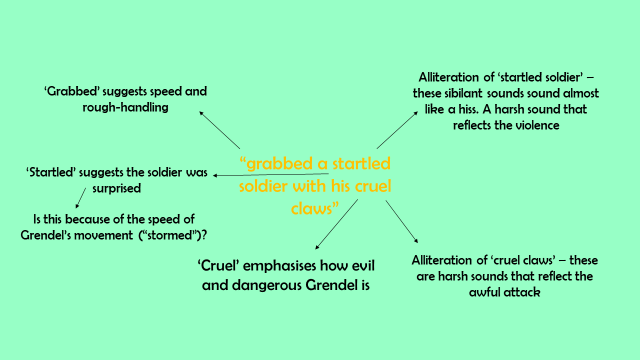 Alliteration of ‘startled soldier’ –
these sibilant sounds sound almost
like a hiss. A harsh sound that
reflects the violence
‘Grabbed’ suggests speed and
rough-handling
“grabbed a startled
soldier with his cruel
claws”
‘Startled’ suggests the soldier was
surprised
Is this because of the speed of
Grendel’s movement (“stormed”)?
‘Cruel’ emphasises how evil
and dangerous Grendel is
Alliteration of ‘cruel claws’ – these
are harsh sounds that reflect the
awful attack